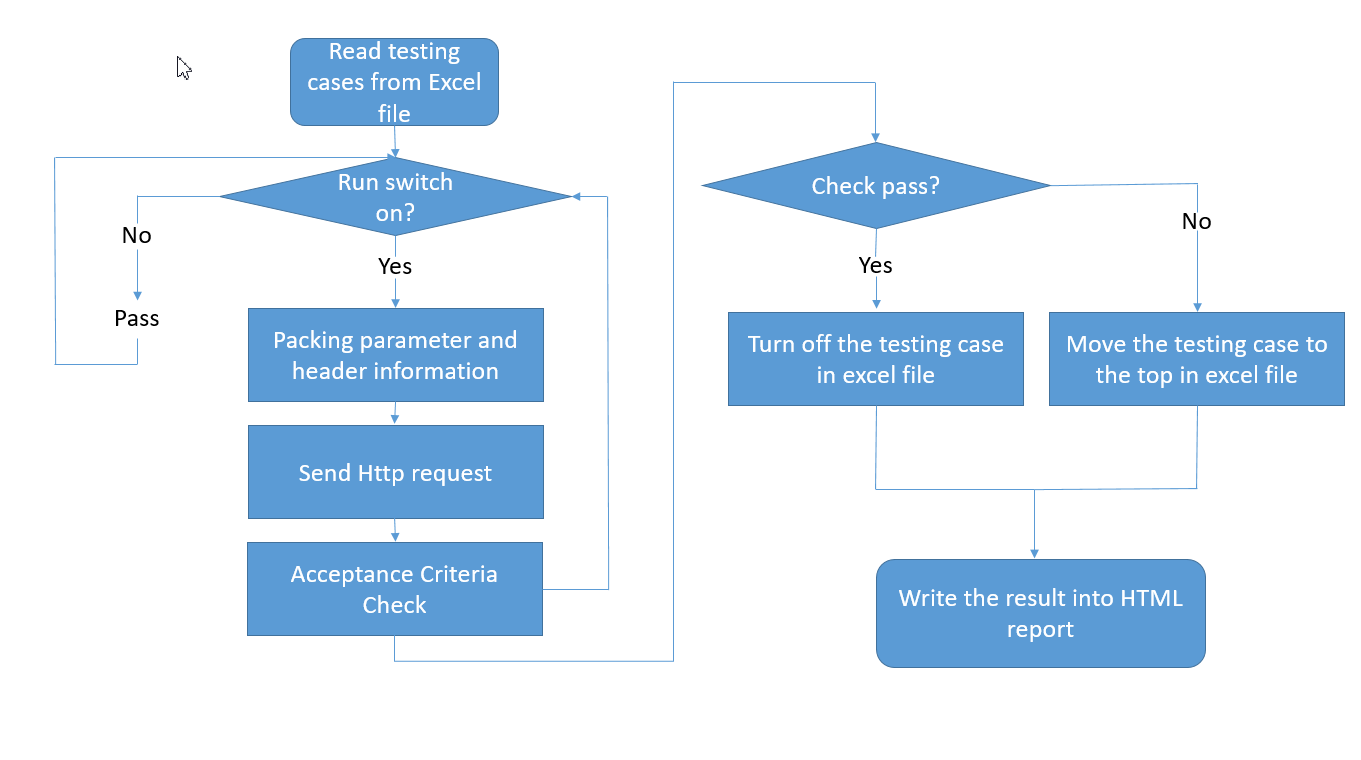 Read testing
cases from Excel
file
Run switch
on?
No
Pass
Yes
Packing parameter and
header information
Send Http request
Acceptance Criteria
Check
Check pass?
No
Yes
Turn off the testing case
in excel file
Move the testing case to
the top in excel file
Write the result into HTML
report